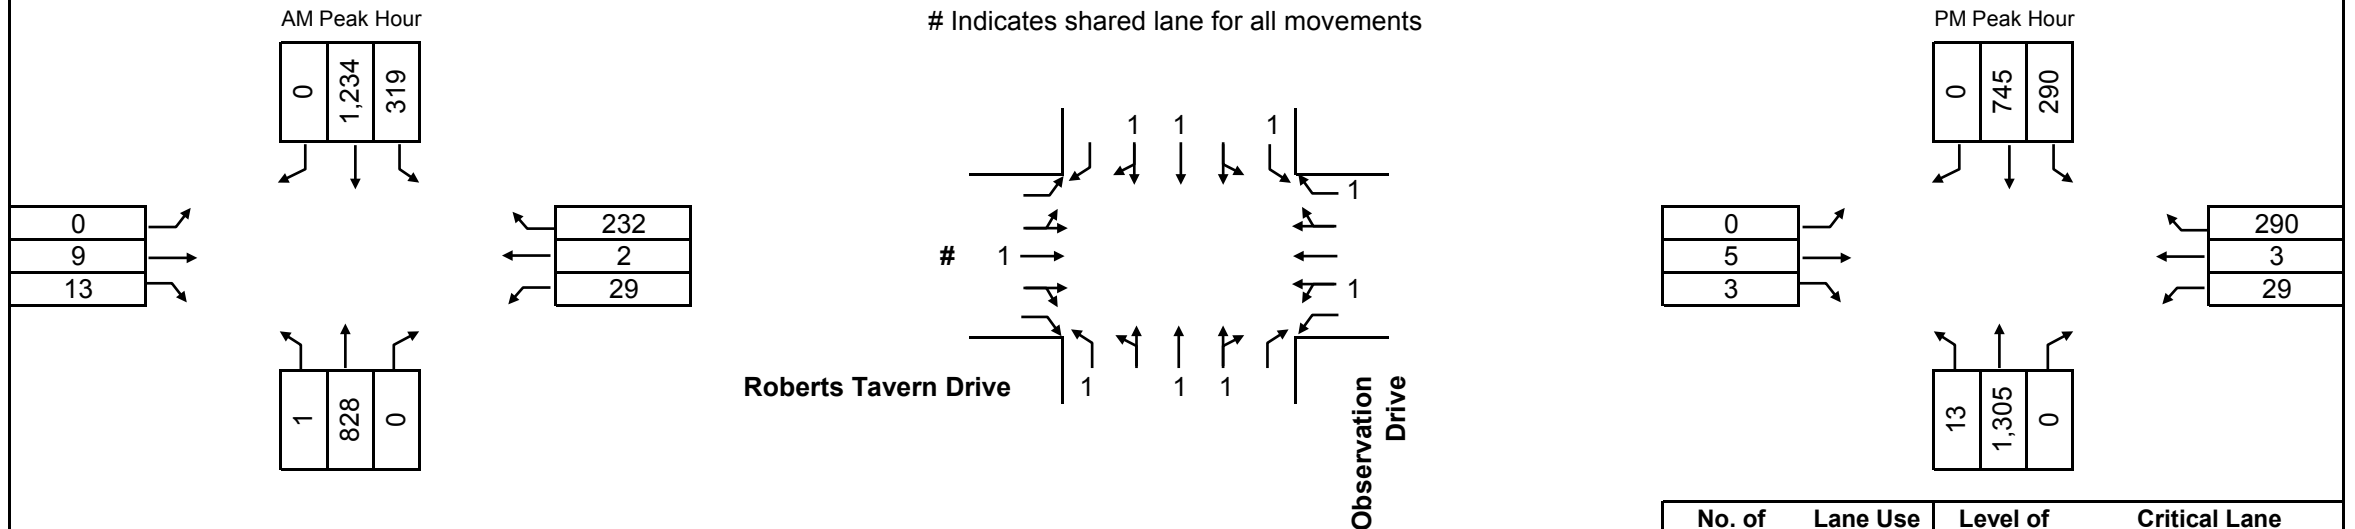 AM Peak Hour
# Indicates shared lane for all movements
PM Peak Hour
0 1,234 319
0 745 290
1 1 1
0 232 1 0 290
9 2 # 1 5 3
13 29 1 3 29
Roberts Tavern Drive 1 1 1
1 828 0
Observation
Drive
13 1,305 0
No. of Lane Use Level of Critical Lane